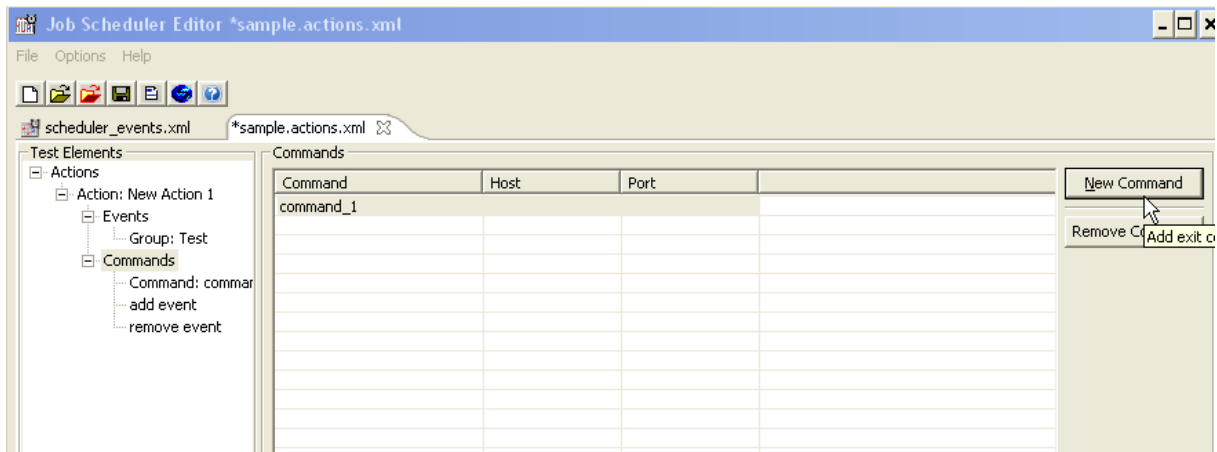 Job Scheduler Editor *sample.actions.xml
File Options Help
scheduler_events.xml *sample.actions.xml
Test Elements
Actions
Action: New Action 1
Events
Group: Test
Commands
Command: commar
add event
remove event
Commands
Command Host Port
command_1
New Command
Remove
Add exit